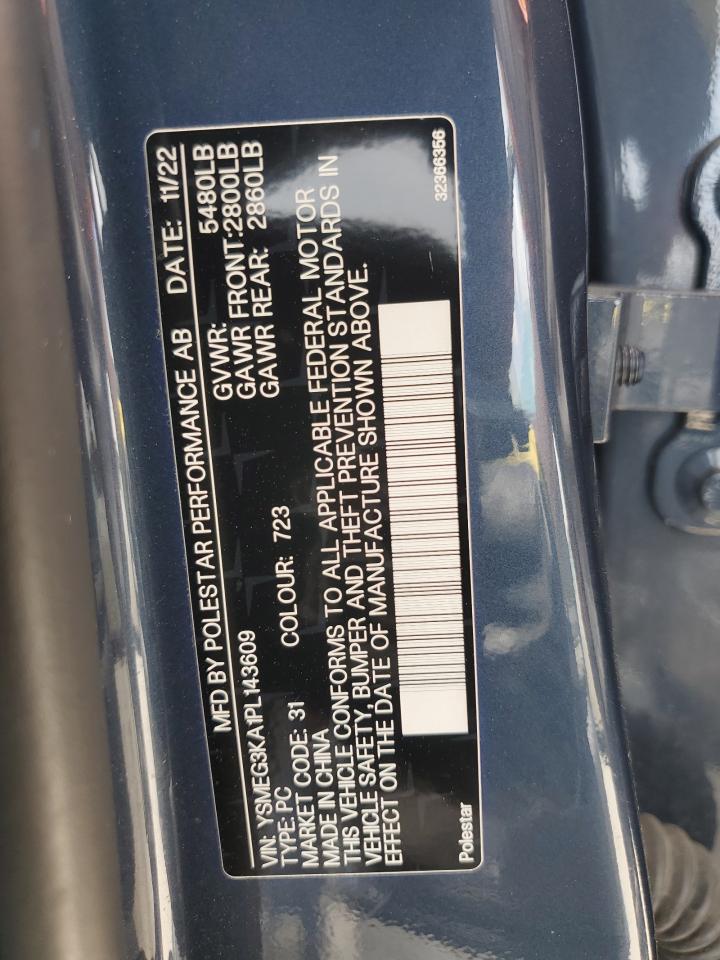 MFD BY POLESTAR PERFORMANCE AB DATE: 11/22
GVWR: 5480LB
GAWR FRONT:2800LB
GAWR REAR: 2860LB
VIN: YSMEG3KA1PL143609
TYPE: PC
MARKET CODE: 31 COLOUR: 723
MADE IN CHINA
THIS VEHICLE CONFORMS TO ALL APPLICABLE FEDERAL MOTOR
VEHICLE SAFETY, BUMPER AND THEFT PREVENTION STANDARDS IN
EFFECT ON THE DATE OF MANUFACTURE SHOWN ABOVE.
Polestar 32366356